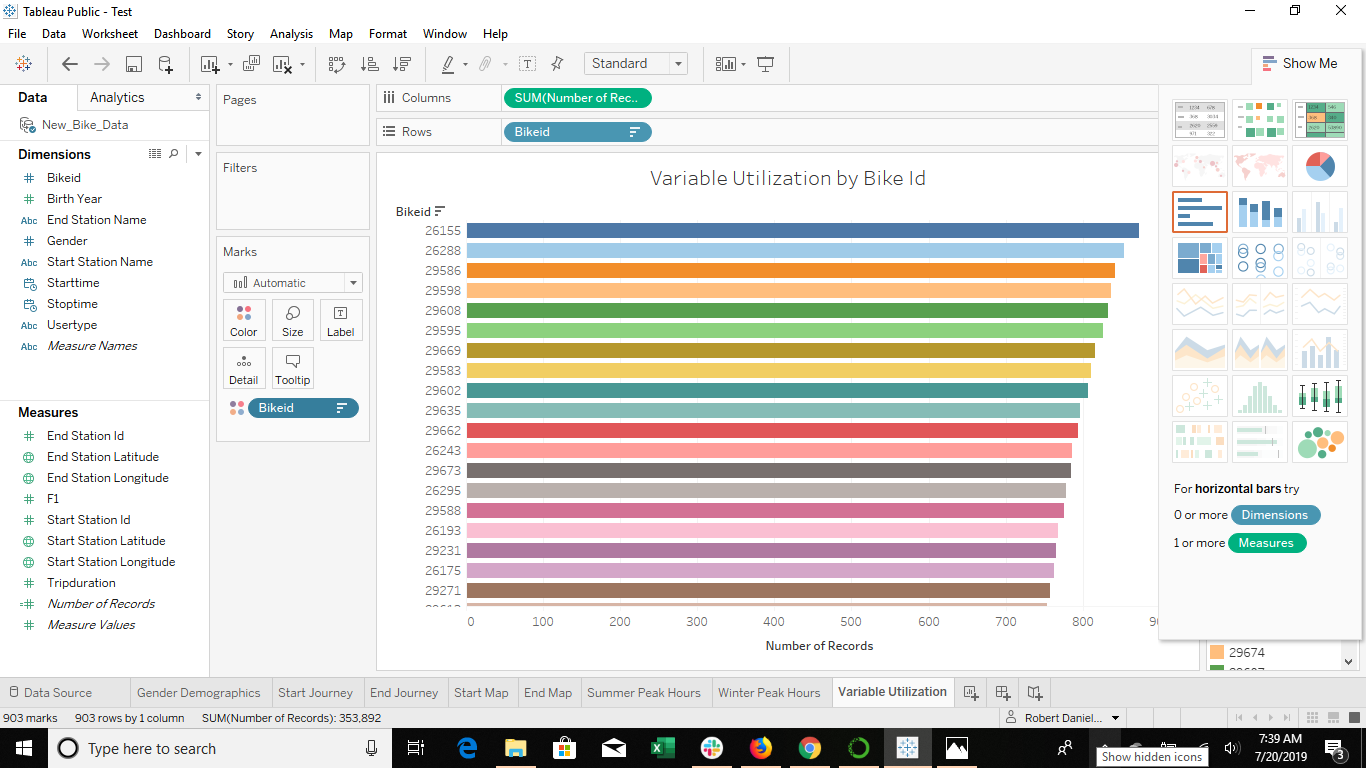 Tableau Public - Test
File Data Worksheet Dashboard Story Analysis Map Format Window Help
Standard
Show Me
Data Analytics
New_Bike_Data
Dimensions
Bikeid
Birth Year
Abc End Station Name
Gender
Abc Start Station Name
Starttime
Stoptime
Abc Usertype
Abc Measure Names
Measures
End Station Id
End Station Latitude
End Station Longitude
F1
Start Station Id
Start Station Latitude
Start Station Longitude
Tripduration
Number of Records
Measure Values
Pages
Filters
Marks
Automatic
Color Size Label
Detail Tooltip
Bikeid
Columns SUM(Number of Rec..
Rows Bikeid
Variable Utilization by Bike Id
Bikeid
26155
26288
29586
29598
29608
29595
29669
29583
29602
29635
29662
26243
29673
26295
29588
26193
29231
26175
29271
0 100 200 300 400 500 600 700 800
Number of Records
For horizontal bars try
0 or more Dimensions
1 or more Measures
29674
Data Source Gender Demographics Start Journey End Journey Start Map End Map Summer Peak Hours Winter Peak Hours Variable Utilization
903 marks 903 rows by 1 column SUM(Number of Records): 353,892 Robert Daniel...
Type here to search
Show hidden icons
7:39 AM
7/20/2019
3